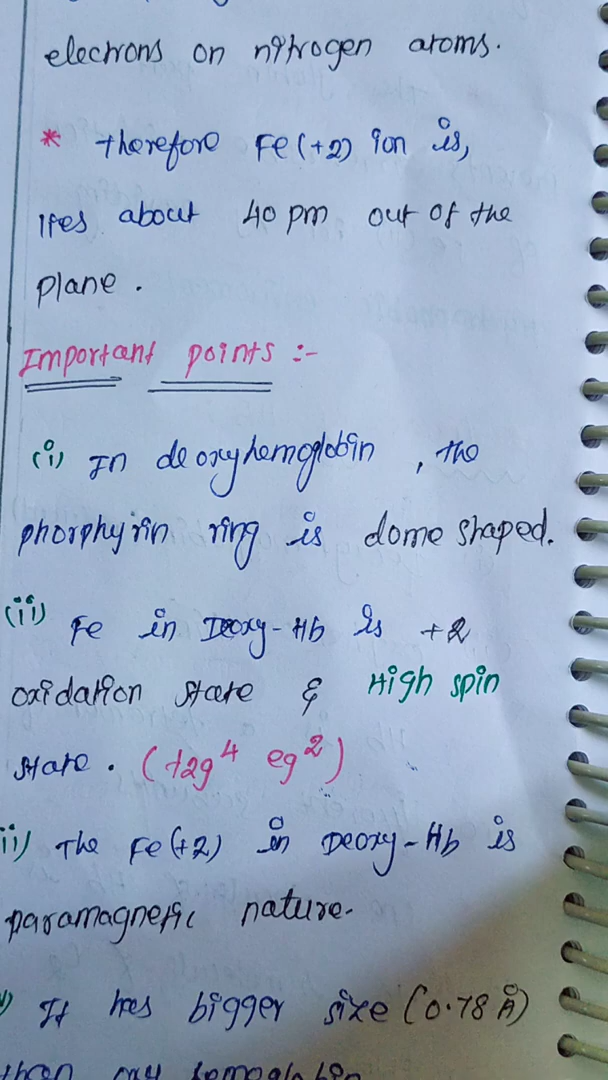 electrons on nitrogen atoms.
* therefore Fe(+2) ion is,
lies about 40 pm out of the
plane.
Important points :-
(i) In deoxyhemoglobin, the
phorphyrin ring is dome shaped.
(ii) Fe in Deoxy-Hb is +2
oxidation state & High spin
state. (t2g⁴ eg²)
ii) The Fe(+2) in Deoxy-Hb is
paramagnetic nature.
It has bigger size (0.78 Å)
than oxy hemoglobin